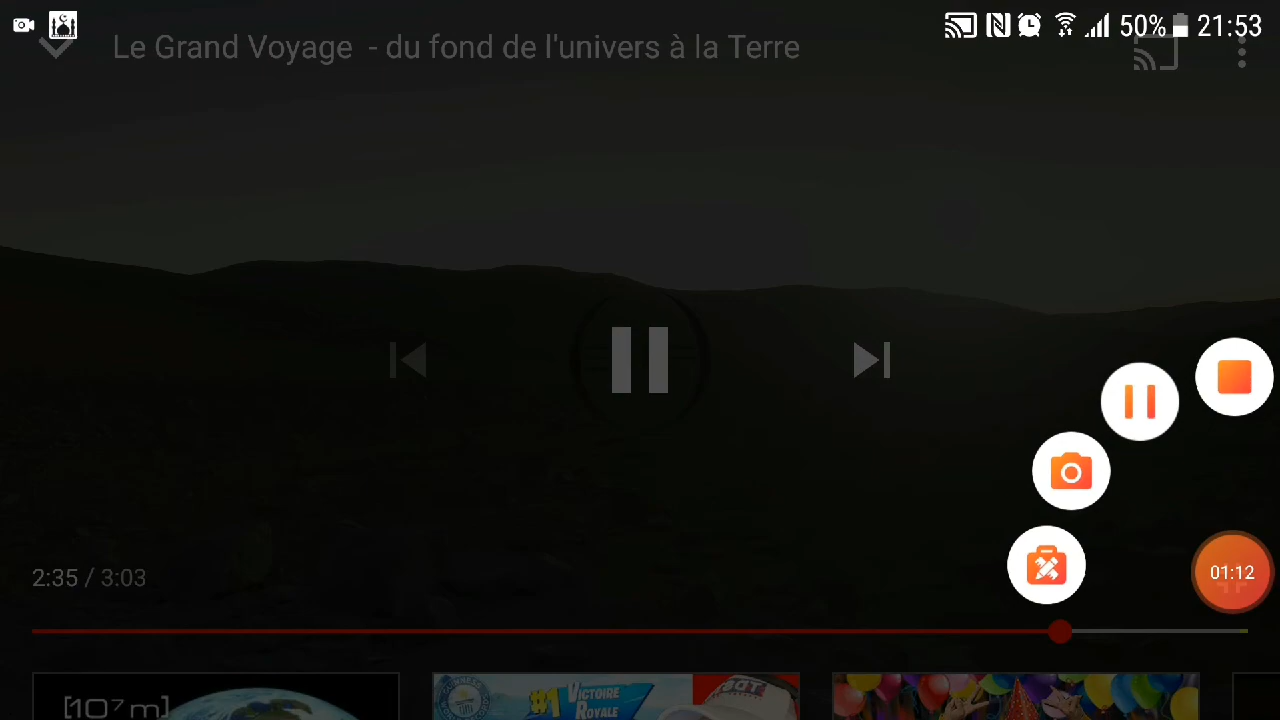 50% 21:53
Le Grand Voyage - du fond de l'univers à la Terre
2:35 / 3:03
01:12
[10⁷ m]
#1 VICTOIRE
ROYALE